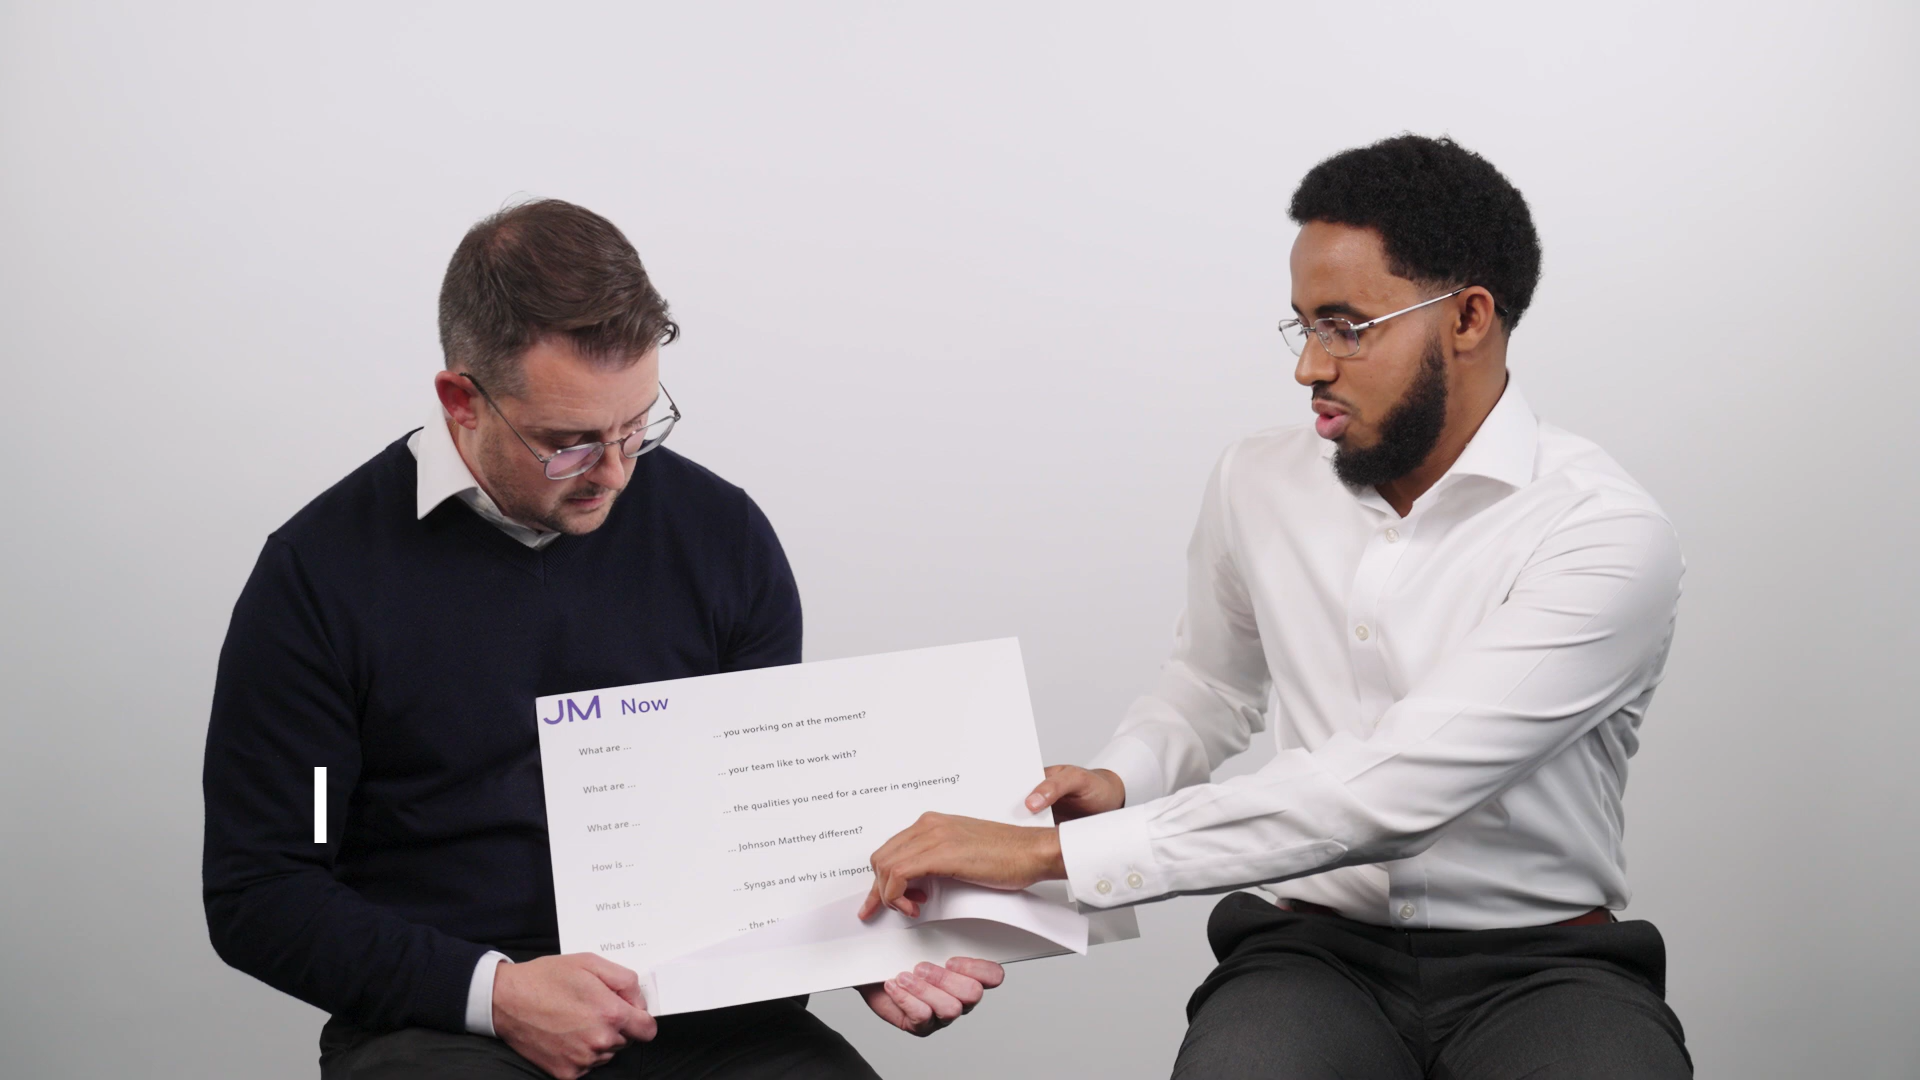 JM Now
What are ... ... you working on at the moment?
What are ... ... your team like to work with?
What are ... ... the qualities you need for a career in engineering?
How is ... ... Johnson Matthey different?
What is ... ... Syngas and why is it
What is ... ... the